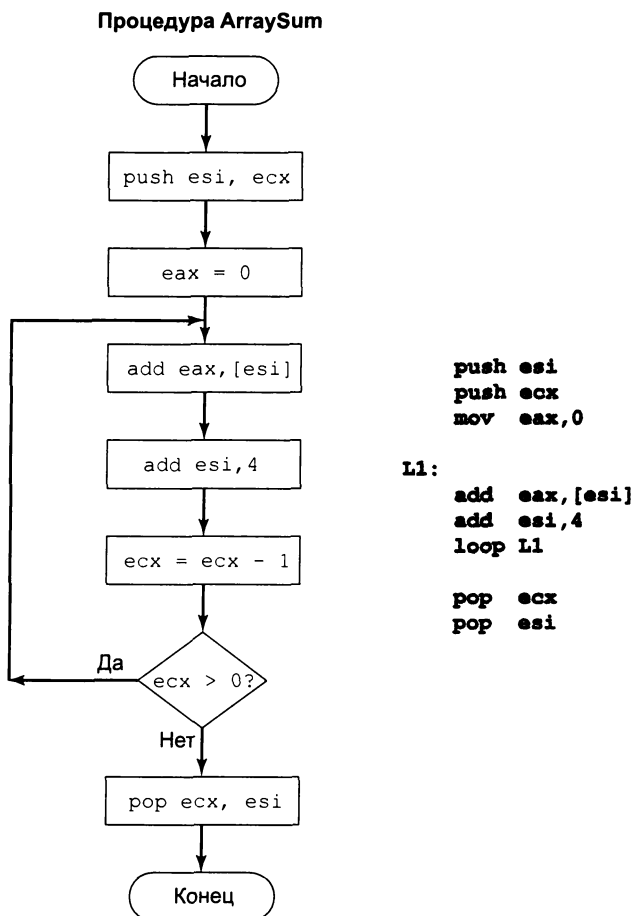 Процедура ArraySum
Начало
push esi, ecx
eax = 0
add eax,[esi]
add esi,4
ecx = ecx - 1
ecx > 0?
Да
Нет
pop ecx, esi
Конец
push esi
push ecx
mov eax,0
L1:
add eax,[esi]
add esi,4
loop L1
pop ecx
pop esi